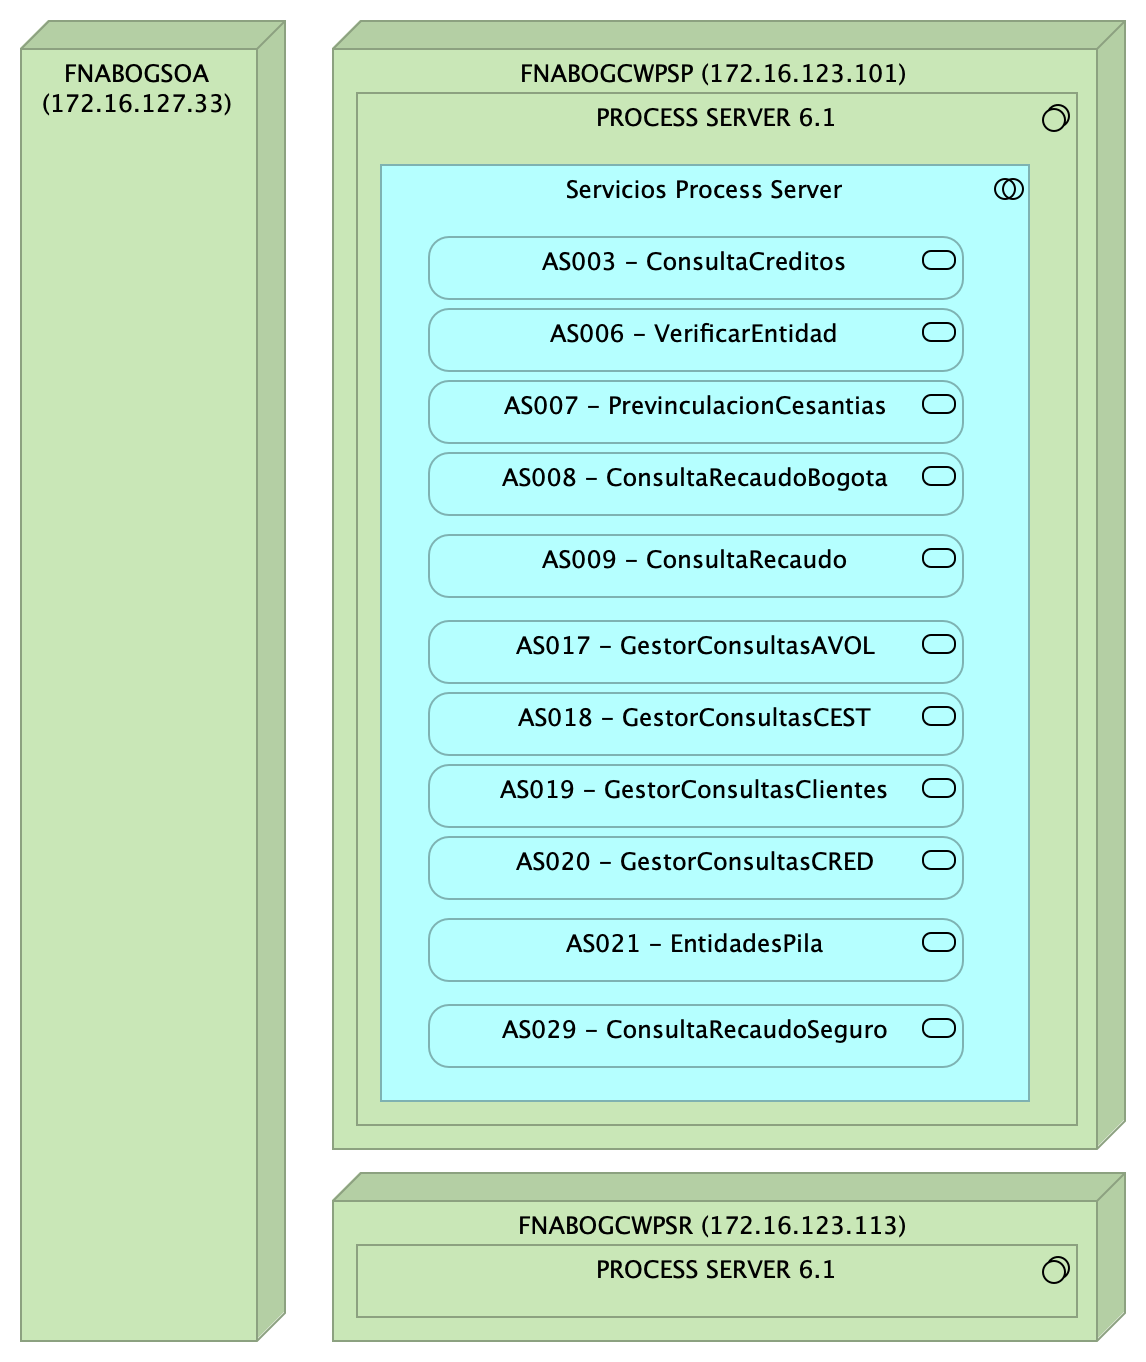 FNABOGSOA
(172.16.127.33)
FNABOGCWPSP (172.16.123.101)
PROCESS SERVER 6.1
Servicios Process Server
AS003 – ConsultaCreditos
AS006 – VerificarEntidad
AS007 – PrevinculacionCesantias
AS008 – ConsultaRecaudoBogota
AS009 – ConsultaRecaudo
AS017 – GestorConsultasAVOL
AS018 – GestorConsultasCEST
AS019 – GestorConsultasClientes
AS020 – GestorConsultasCRED
AS021 – EntidadesPila
AS029 – ConsultaRecaudoSeguro
FNABOGCWPSR (172.16.123.113)
PROCESS SERVER 6.1